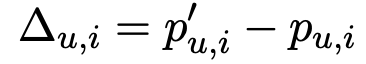 Δ_{u,i} = p′_{u,i} − p_{u,i}